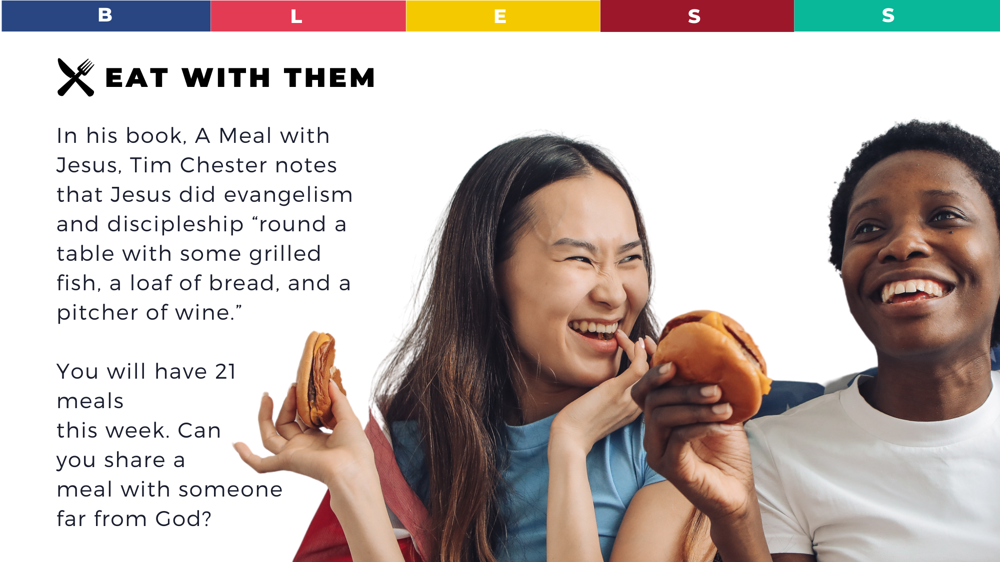 B L E S S
EAT WITH THEM
In his book, A Meal with
Jesus, Tim Chester notes
that Jesus did evangelism
and discipleship “round a
table with some grilled
fish, a loaf of bread, and a
pitcher of wine.”
You will have 21
meals
this week. Can
you share a
meal with someone
far from God?